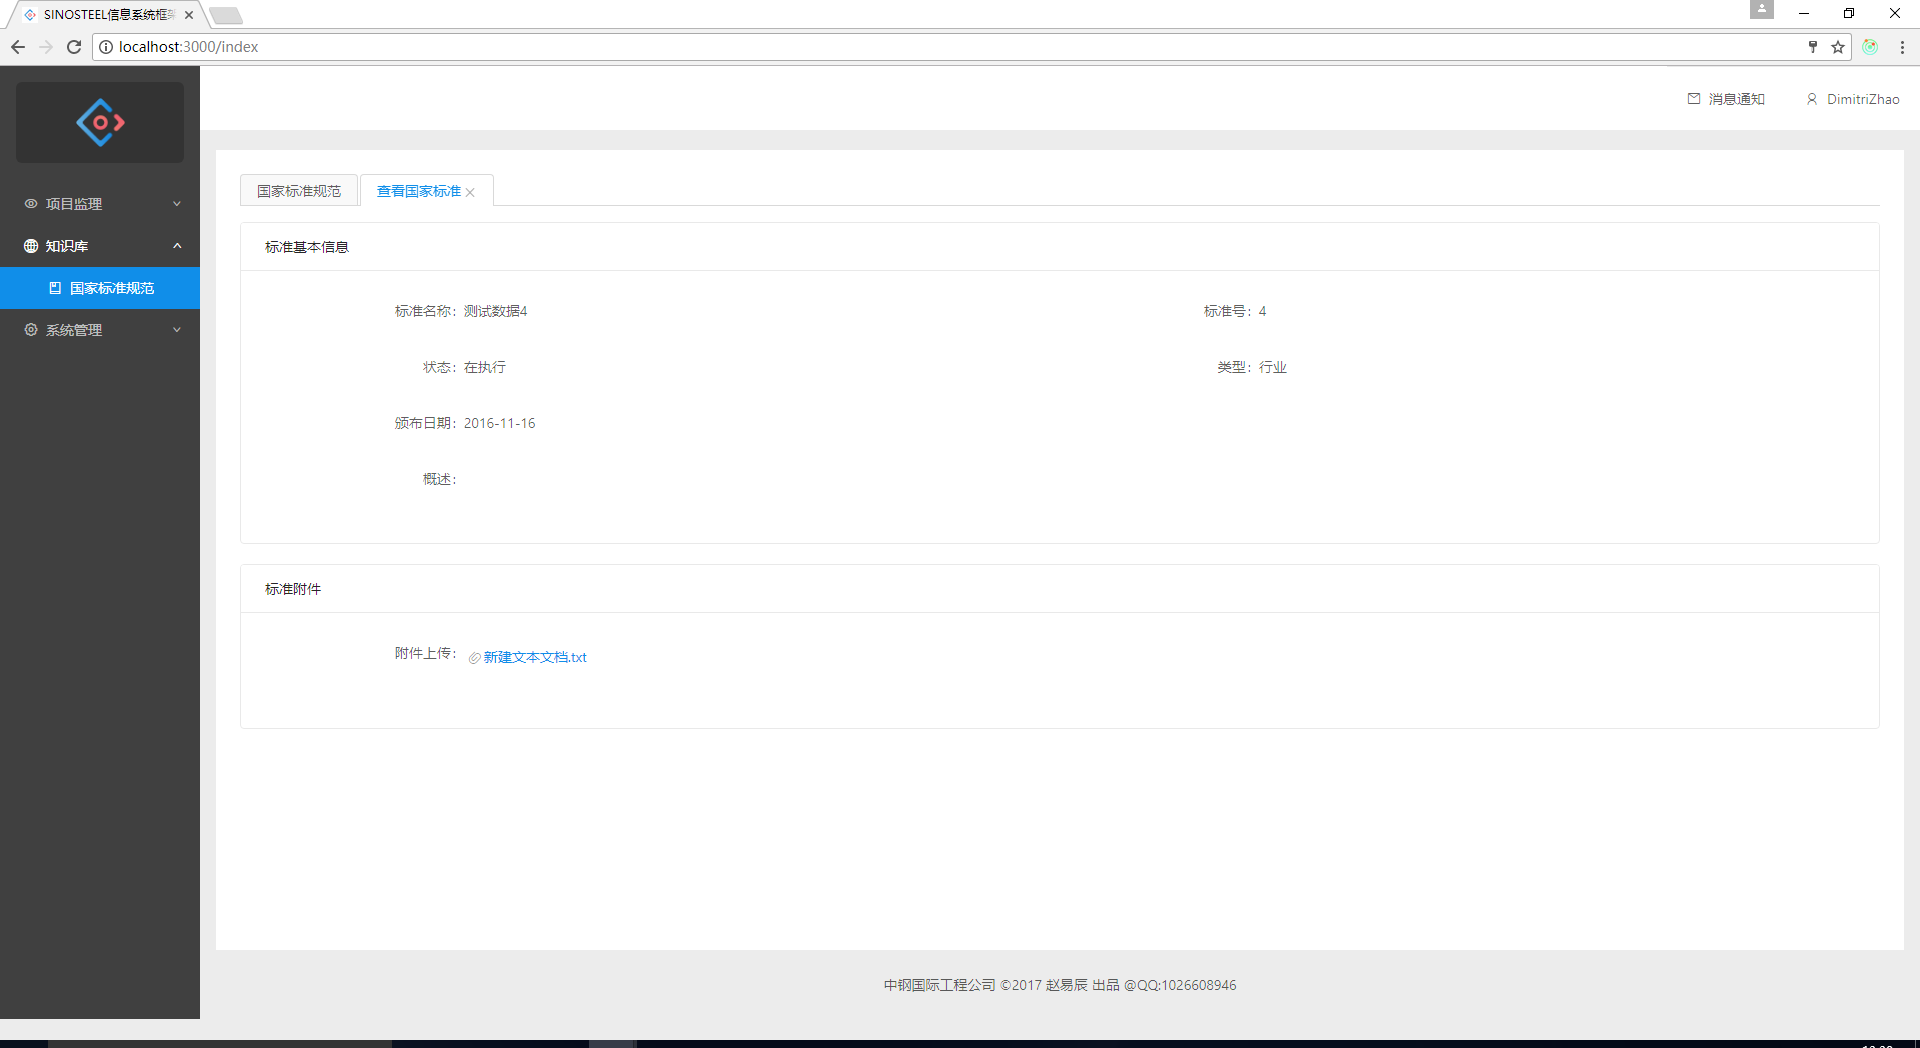 SINOSTEEL信息系统框架
localhost:3000/index
消息通知
DimitriZhao
项目监理
知识库
国家标准规范
系统管理
国家标准规范
查看国家标准
标准基本信息
标准名称：测试数据4
标准号：4
状态：在执行
类型：行业
颁布日期：2016-11-16
概述：
标准附件
附件上传：
新建文本文档.txt
中钢国际工程公司 ©2017 赵易辰 出品 @QQ:1026608946